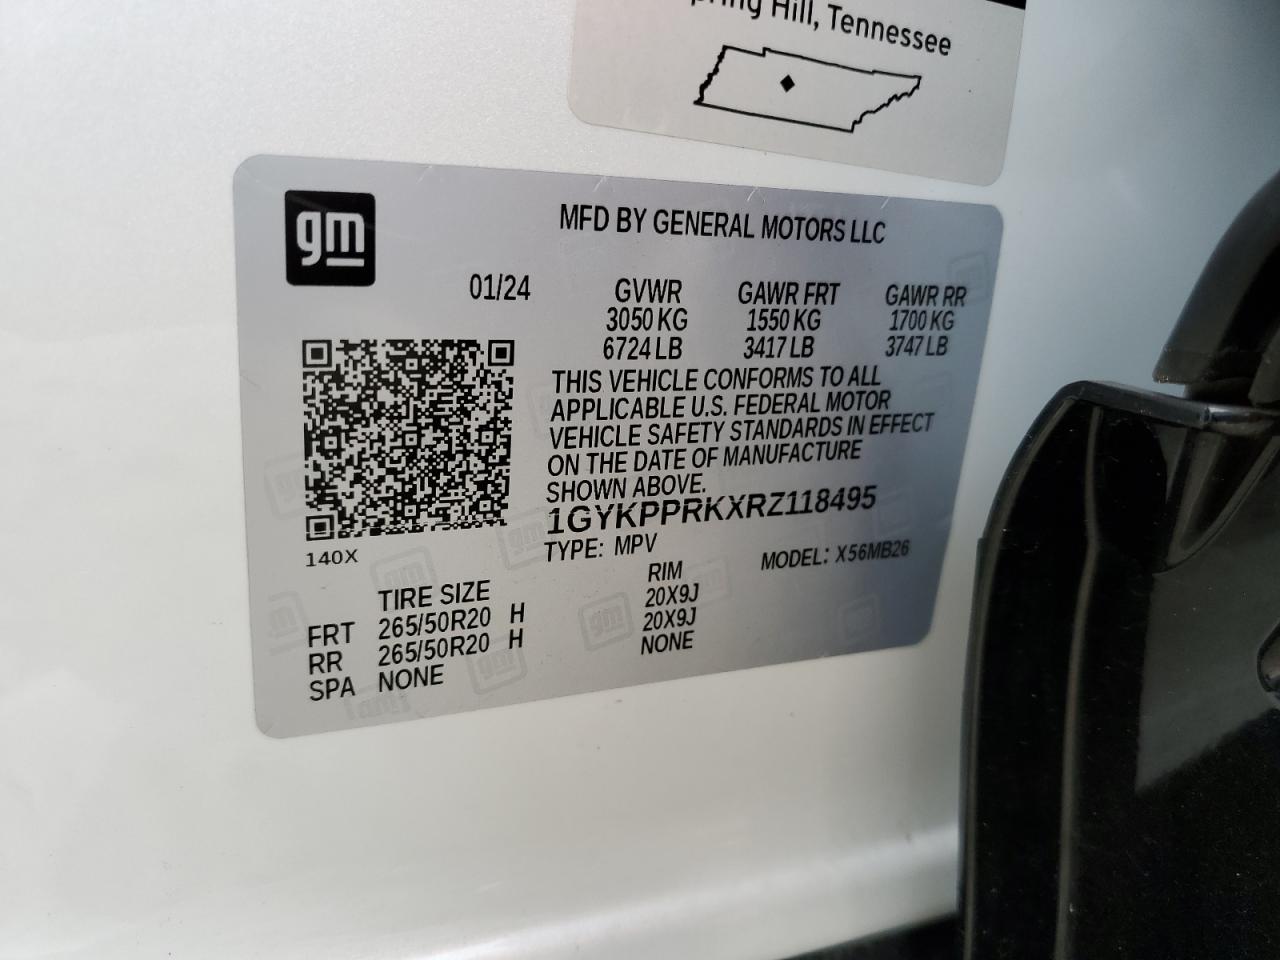 Hill, Tennessee
gm
MFD BY GENERAL MOTORS LLC
01/24
GVWR GAWR FRT GAWR RR
3050 KG 1550 KG 1700 KG
6724 LB 3417 LB 3747 LB
THIS VEHICLE CONFORMS TO ALL
APPLICABLE U.S. FEDERAL MOTOR
VEHICLE SAFETY STANDARDS IN EFFECT
ON THE DATE OF MANUFACTURE
SHOWN ABOVE.
1GYKPPRKXRZ118495
140X
TYPE: MPV MODEL: X56MB26
TIRE SIZE RIM
FRT 265/50R20 H 20X9J
RR 265/50R20 H 20X9J
SPA NONE NONE